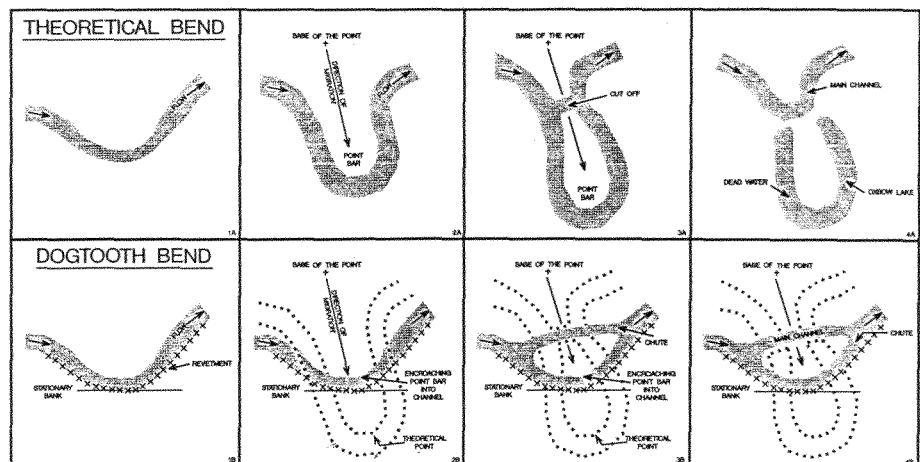 THEORETICAL BEND
FLOW
1A
BASE OF THE POINT
DIRECTION OF
MIGRATION
FLOW
POINT
BAR
2A
BASE OF THE POINT
CUT OFF
POINT
BAR
3A
MAIN CHANNEL
DEAD WATER
OXBOW LAKE
4A
DOGTOOTH BEND
FLOW
REVETMENT
STATIONARY
BANK
1B
BASE OF THE POINT
DIRECTION OF
MIGRATION
STATIONARY
BANK
ENCROACHING
POINT BAR
INTO
CHANNEL
THEORETICAL
POINT
2B
BASE OF THE POINT
CHUTE
STATIONARY
BANK
ENCROACHING
POINT BAR
INTO CHANNEL
THEORETICAL
POINT
3B
BASE OF THE POINT
MAIN CHANNEL
CHUTE
STATIONARY
BANK